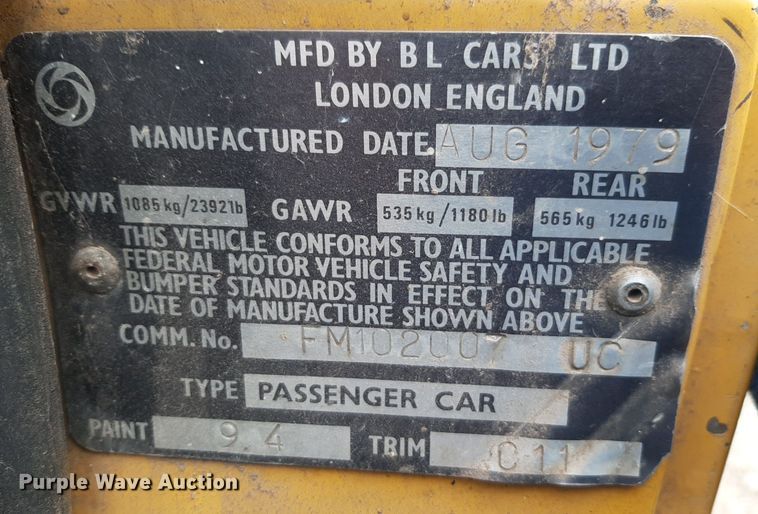 MFD BY B L CARS LTD
LONDON ENGLAND
MANUFACTURED DATE AUG 1979
FRONT REAR
GVWR 1085 kg/2392 lb GAWR 535 kg/1180 lb 565 kg 1246 lb
THIS VEHICLE CONFORMS TO ALL APPLICABLE
FEDERAL MOTOR VEHICLE SAFETY AND
BUMPER STANDARDS IN EFFECT ON THE
DATE OF MANUFACTURE SHOWN ABOVE
COMM. No. FM102007 UC
TYPE PASSENGER CAR
PAINT 9.4 TRIM C11
Purple Wave Auction